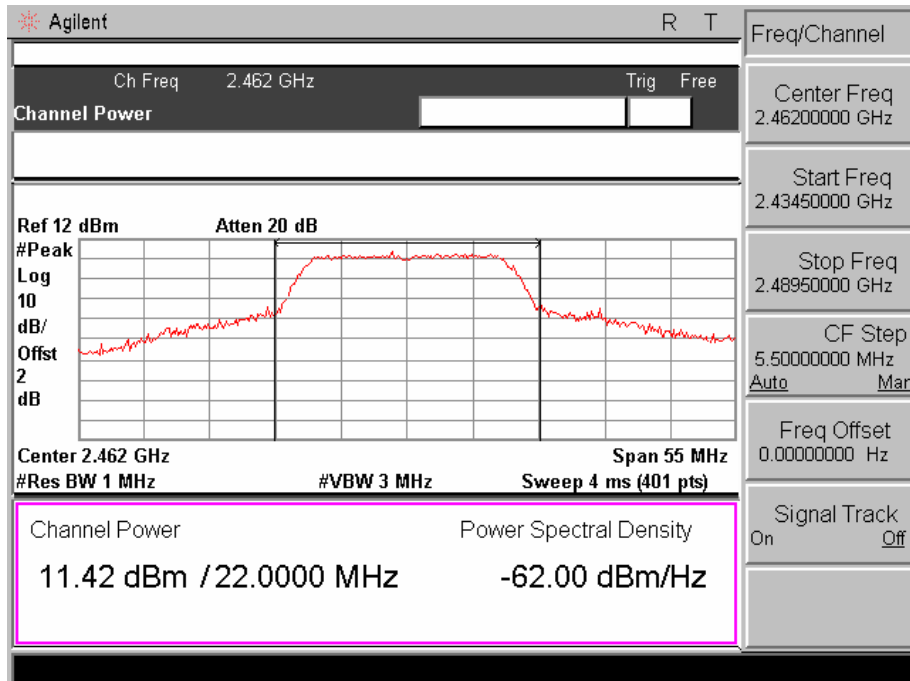 Agilent R T
Ch Freq 2.462 GHz Trig Free
Channel Power
Ref 12 dBm Atten 20 dB
#Peak
Log
10
dB/
Offst
2
dB
Center 2.462 GHz Span 55 MHz
#Res BW 1 MHz #VBW 3 MHz Sweep 4 ms (401 pts)
Channel Power Power Spectral Density
11.42 dBm / 22.0000 MHz -62.00 dBm/Hz
Freq/Channel
Center Freq
2.46200000 GHz
Start Freq
2.43450000 GHz
Stop Freq
2.48950000 GHz
CF Step
5.50000000 MHz
Auto Man
Freq Offset
0.00000000 Hz
Signal Track
On Off